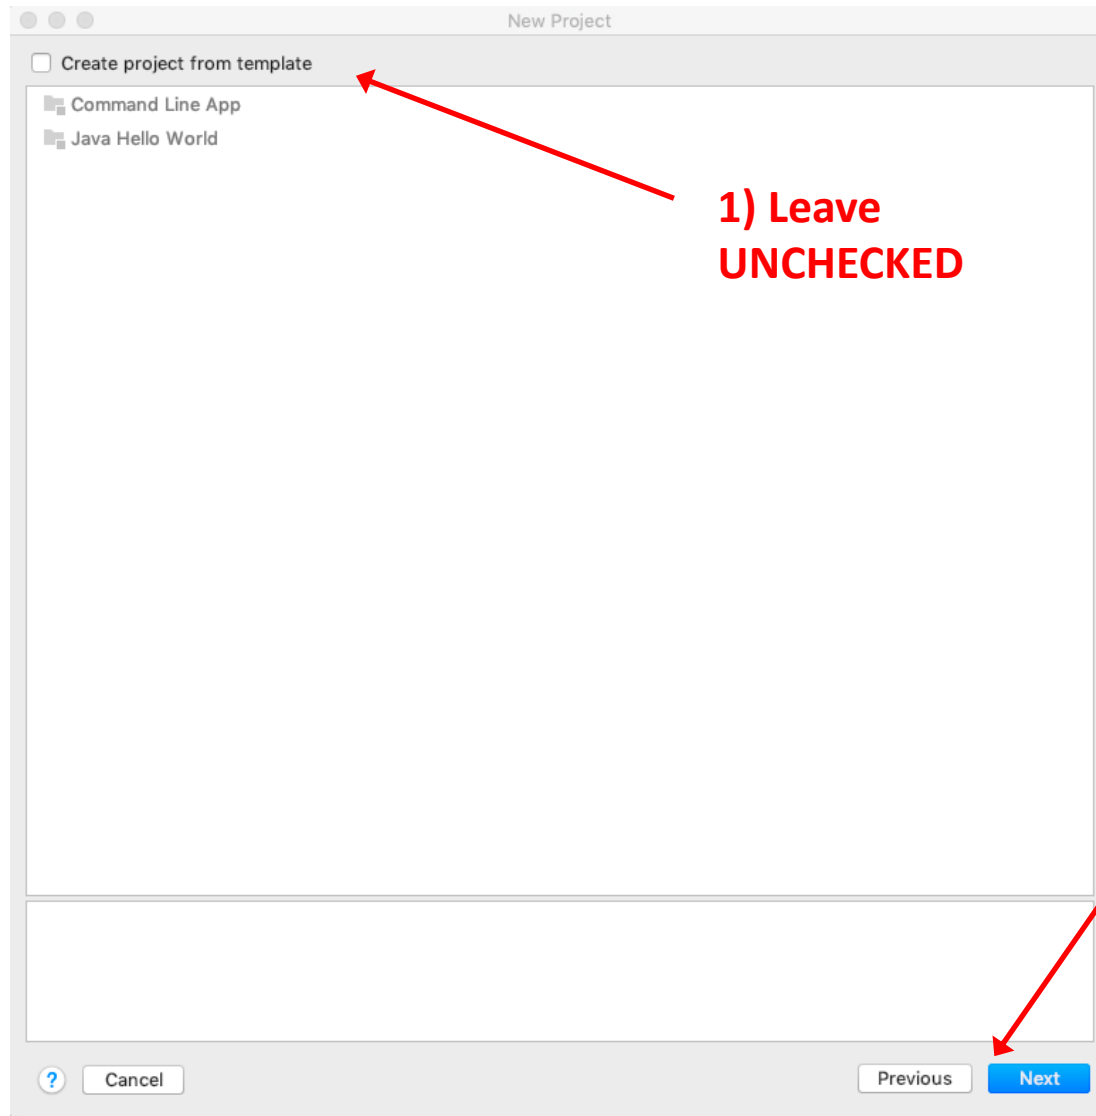 New Project
Create project from template
Command Line App
Java Hello World
1) Leave
UNCHECKED
?
Cancel
Previous
Next